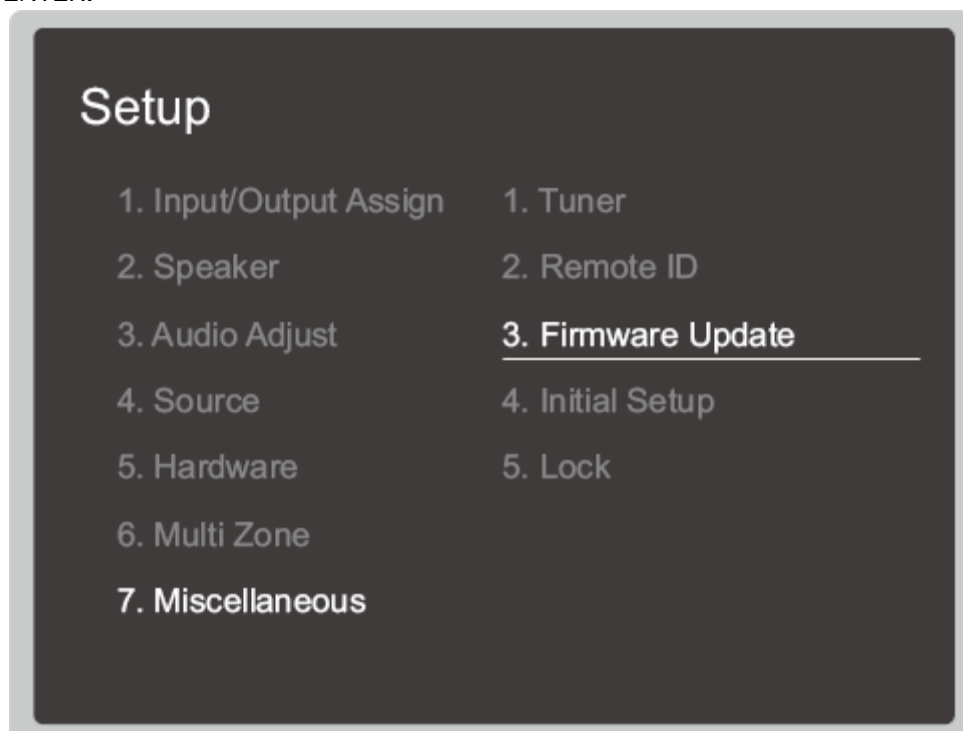 Setup
1. Input/Output Assign
2. Speaker
3. Audio Adjust
4. Source
5. Hardware
6. Multi Zone
7. Miscellaneous
1. Tuner
2. Remote ID
3. Firmware Update
4. Initial Setup
5. Lock